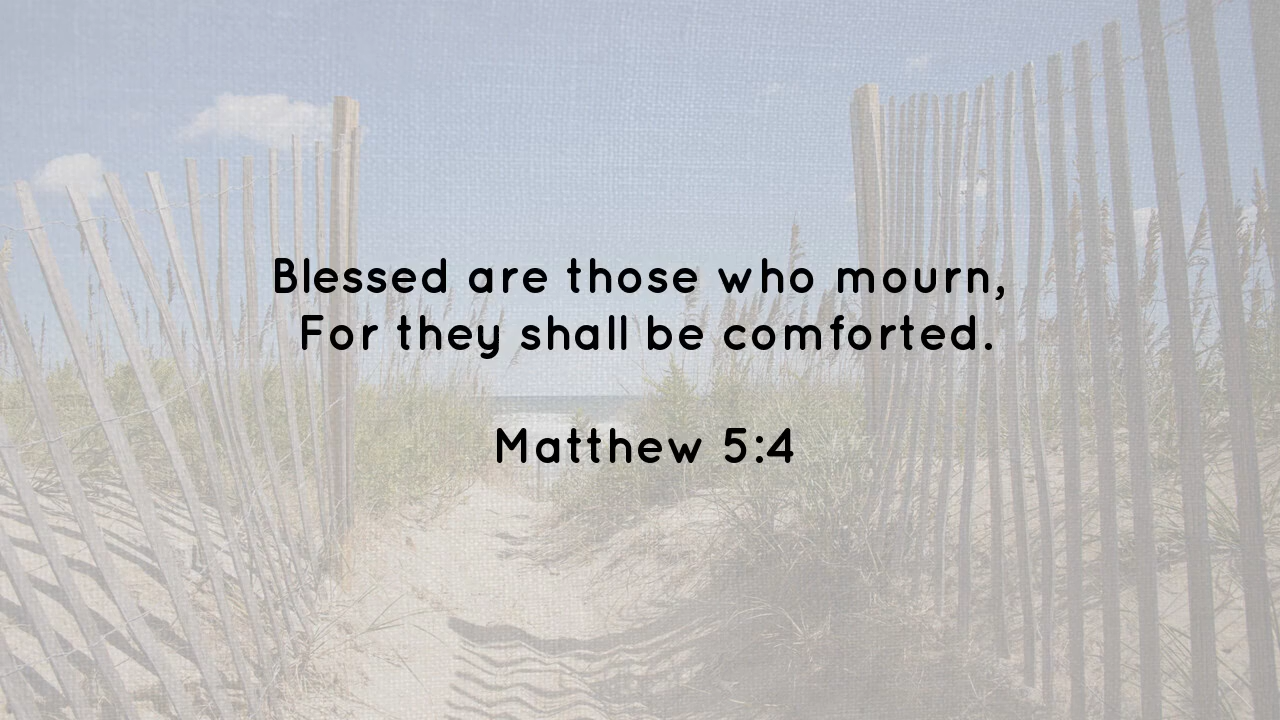 Blessed are those who mourn,
For they shall be comforted.
Matthew 5:4